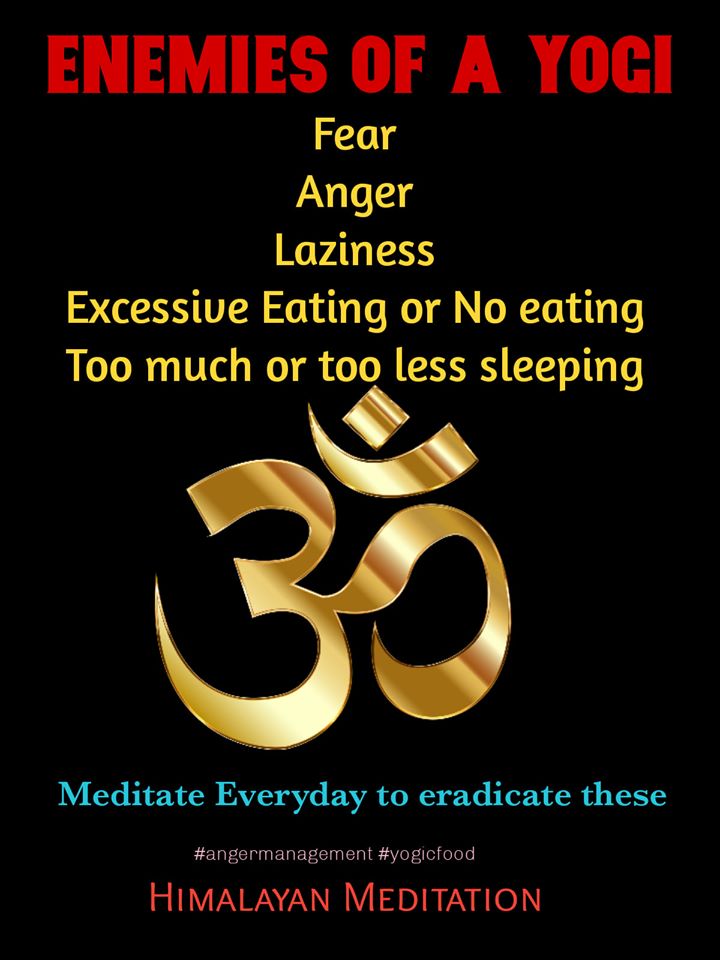 ENEMIES OF A YOGI
Fear
Anger
Laziness
Excessive Eating or No eating
Too much or too less sleeping
ॐ
Meditate Everyday to eradicate these
#angermanagement #yogicfood
HIMALAYAN MEDITATION